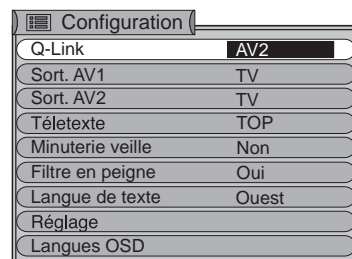 Configuration
Q-Link AV2
Sort. AV1 TV
Sort. AV2 TV
Téletexte TOP
Minuterie veille Non
Filtre en peigne Oui
Langue de texte Ouest
Réglage
Langues OSD